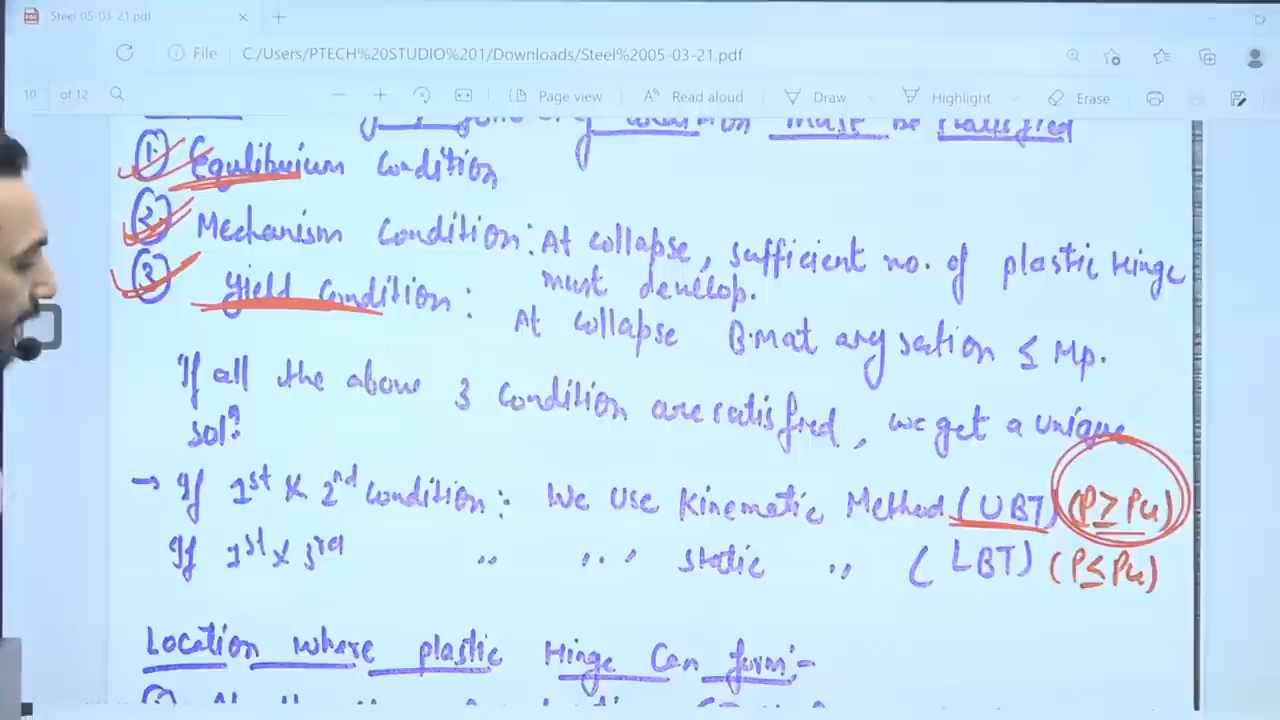 Steel 05-03-21.pdf
File C:/Users/PTECH%20STUDIO%201/Downloads/Steel%2005-03-21.pdf
10 of 12 Page view Read aloud Draw Highlight Erase
must be satisfied
① Equilibrium Condition
② Mechanism Condition: At collapse, sufficient no. of plastic Hinge
must develop.
③ Yield Condition: At collapse B.M at any section ≤ Mp.
If all the above 3 Condition are satisfied, we get a unique
solⁿ.
→ If 1st & 2nd condition: We use Kinematic Method (UBT) (P ≥ Pu)
If 1st & 3rd ,, ,, , static ,, (LBT) (P ≤ Pu)
Location where plastic Hinge Can form:-